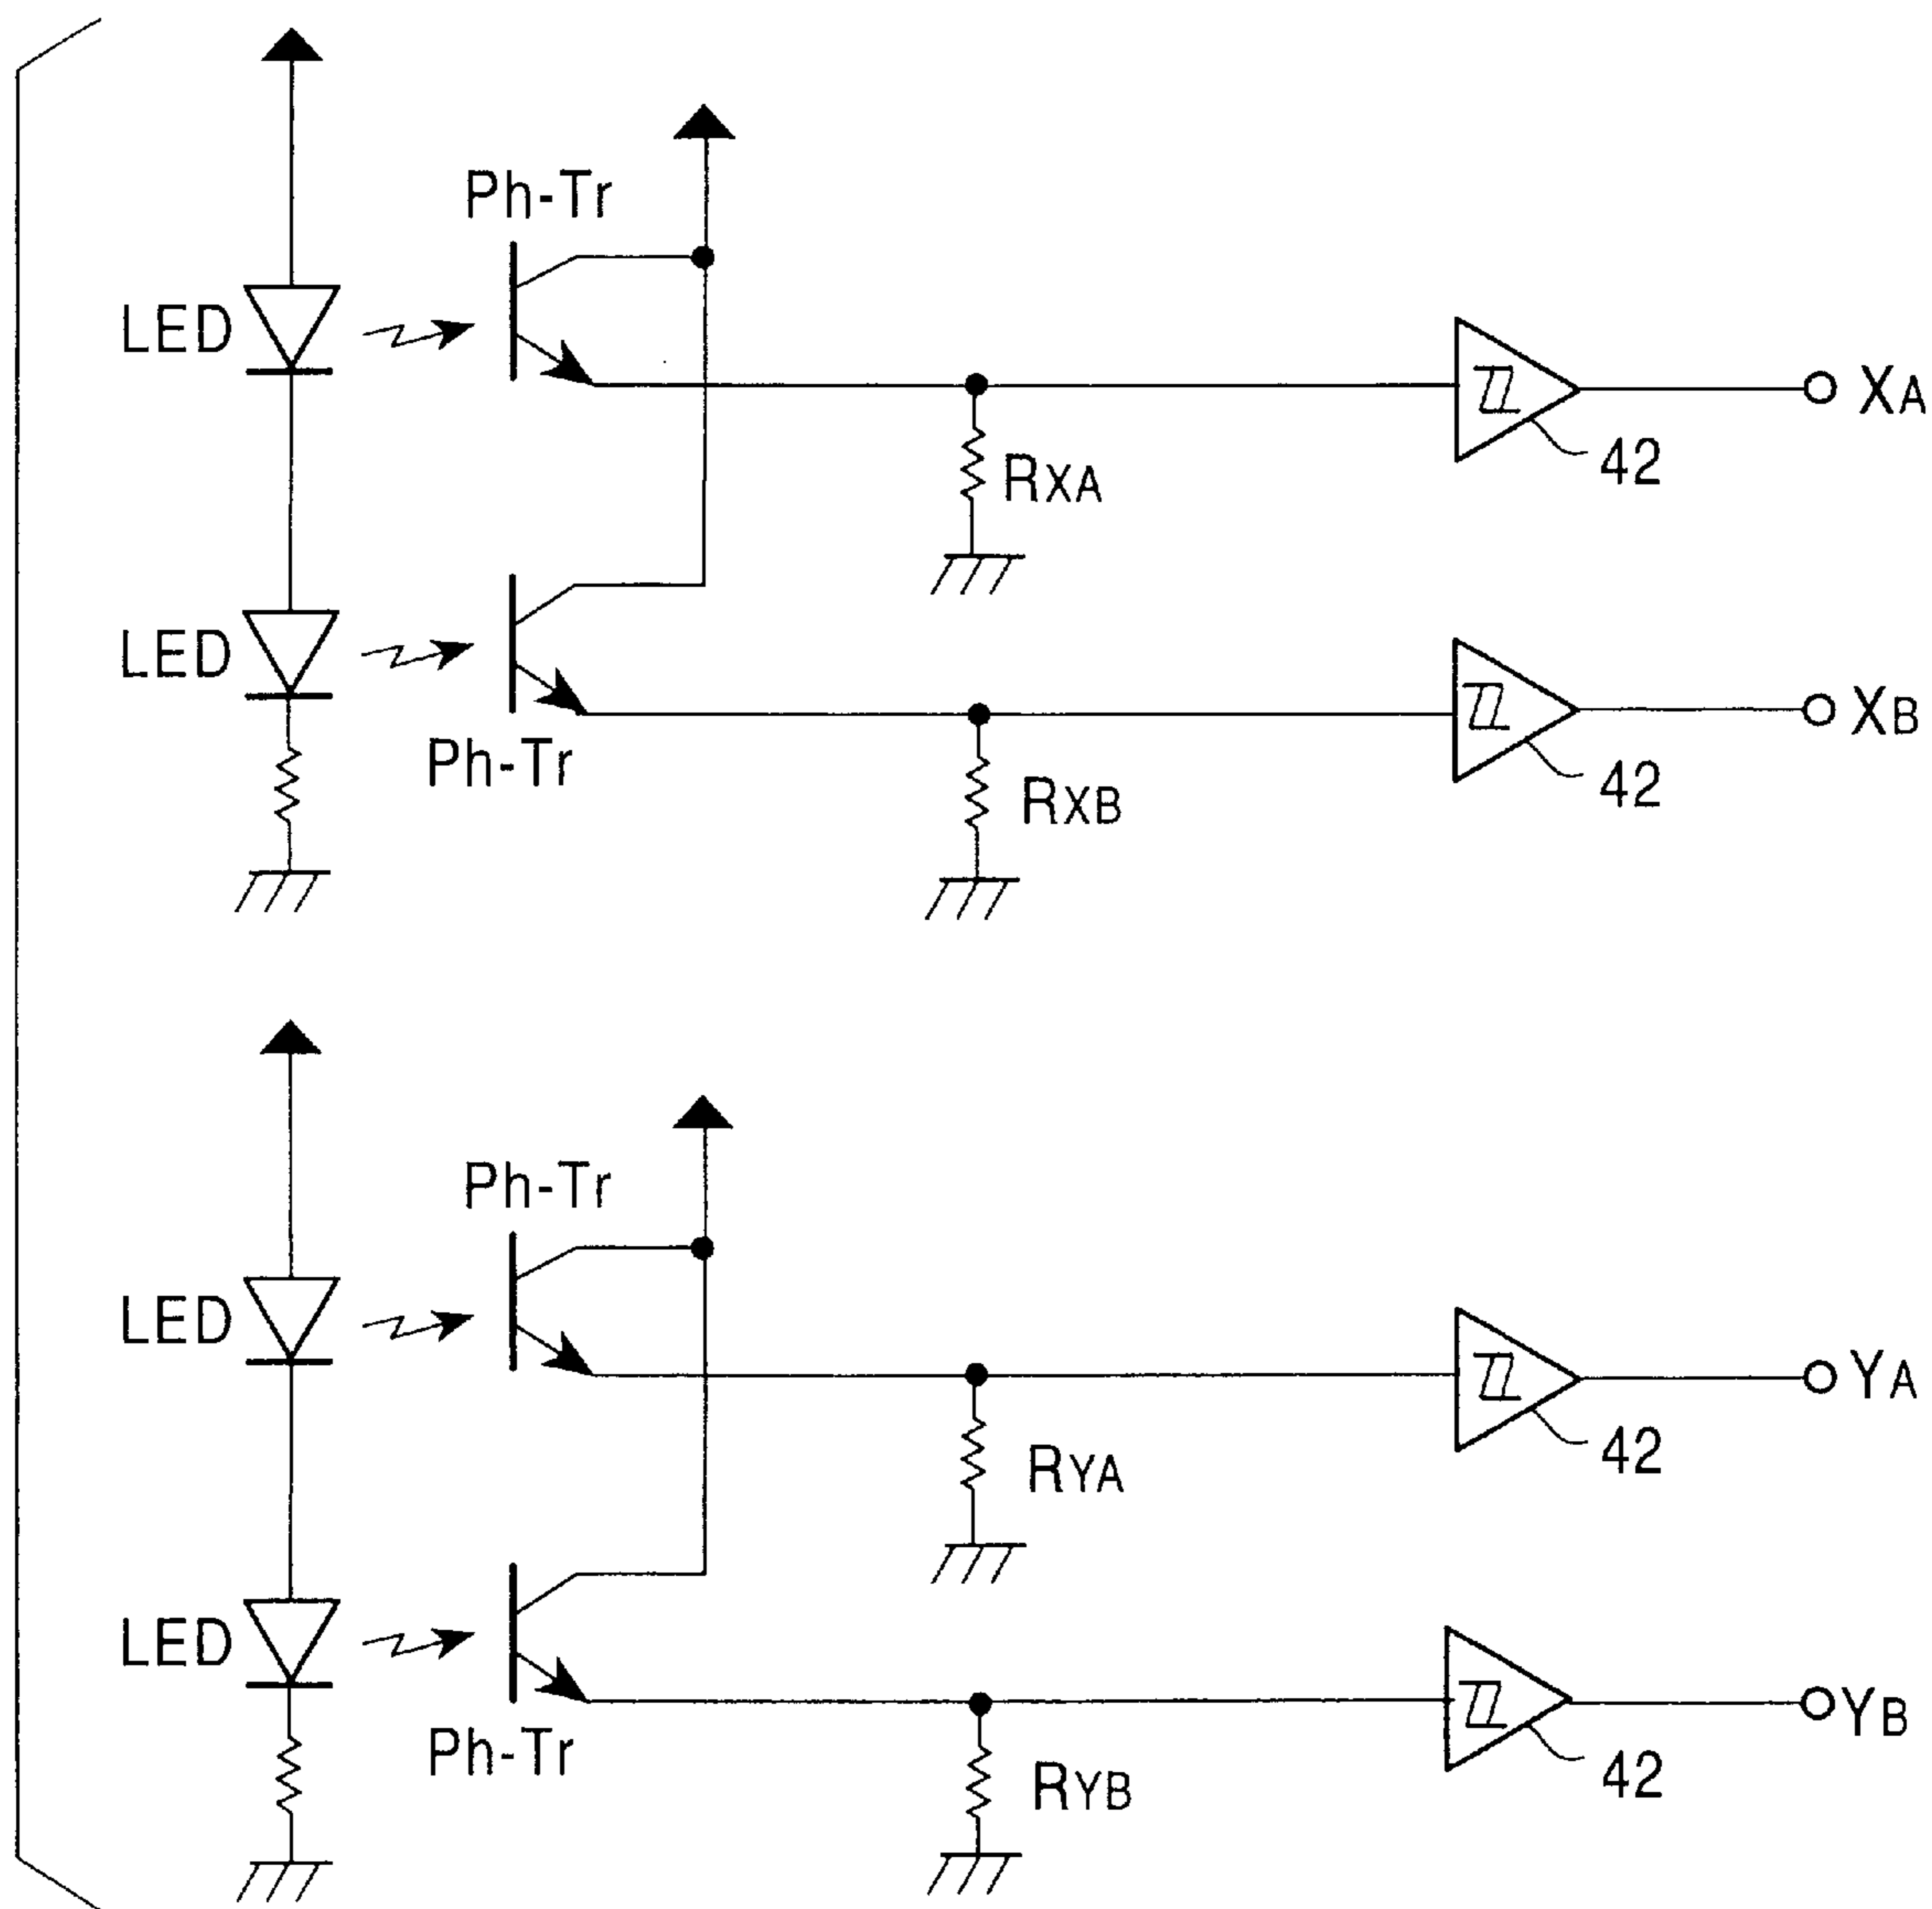 Ph-Tr
LED
XA
42
RXA
LED
XB
Ph-Tr
42
RXB
Ph-Tr
LED
YA
42
RYA
LED
YB
Ph-Tr
42
RYB